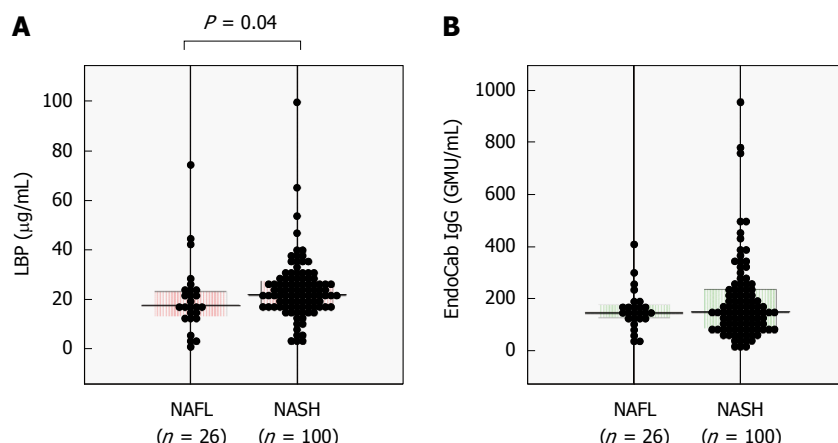 A
P = 0.04
LBP (μg/mL)
100
80
60
40
20
0
NAFL
(n = 26)
NASH
(n = 100)
B
EndoCab IgG (GMU/mL)
1000
800
600
400
200
0
NAFL
(n = 26)
NASH
(n = 100)